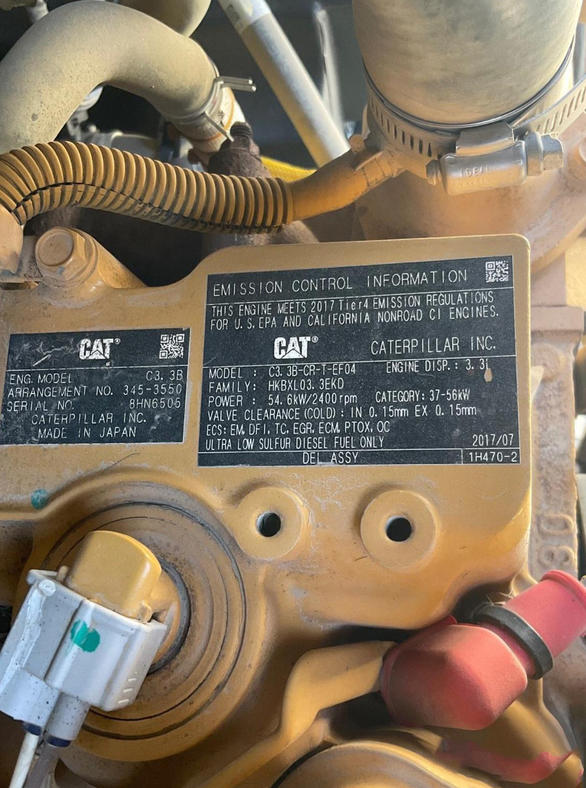 EMISSION CONTROL INFORMATION
THIS ENGINE MEETS 2017 Tier4 EMISSION REGULATIONS
FOR U.S. EPA AND CALIFORNIA NONROAD CI ENGINES.
CAT® CATERPILLAR INC.
MODEL : C3.3B-CR-T-EF04 ENGINE DISP. : 3.3L
FAMILY: HKBXL03.3EKD
POWER : 54.6kW/2400rpm CATEGORY: 37-56kW
VALVE CLEARANCE (COLD) : IN 0.15mm EX 0.15mm
ECS: EM, DFI, TC, EGR, ECM, PTOX, OC
ULTRA LOW SULFUR DIESEL FUEL ONLY 2017/07
DEL ASSY 1H470-2
CAT®
ENG. MODEL C3.3B
ARRANGEMENT NO. 345-3550
SERIAL NO. 8HN6506
CATERPILLAR INC.
MADE IN JAPAN